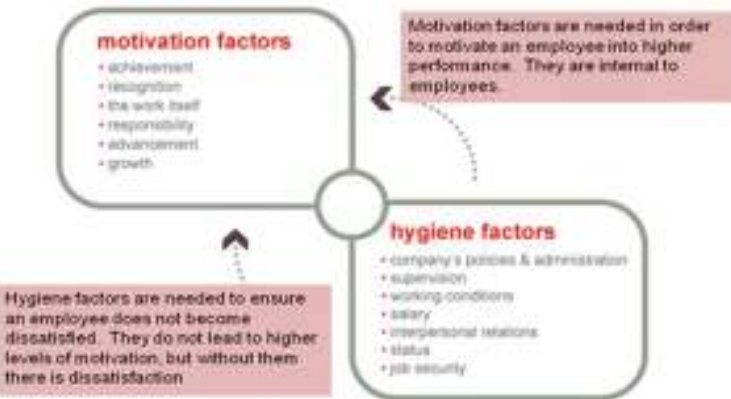 motivation factors
• achievement
• recognition
• the work itself
• responsibility
• advancement
• growth
Motivation factors are needed in order
to motivate an employee into higher
performance. They are internal to
employees.
hygiene factors
• company's policies & administration
• supervision
• working conditions
• salary
• interpersonal relations
• status
• job security
Hygiene factors are needed to ensure
an employee does not become
dissatisfied. They do not lead to higher
levels of motivation, but without them
there is dissatisfaction